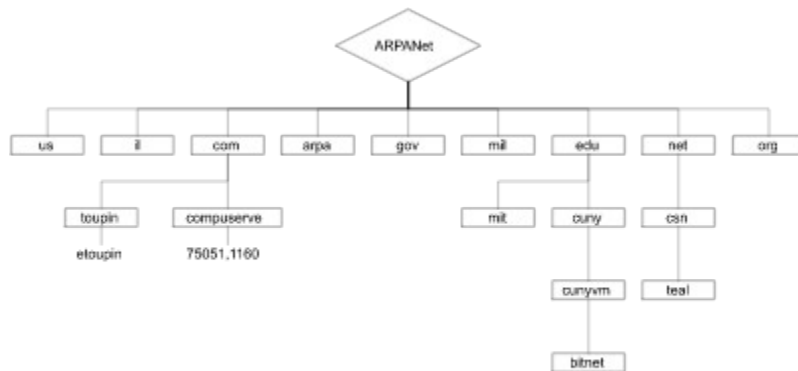 ARPANet
us il com arpa gov mil edu net org
toupin compuserve mit cuny csn
etoupin 75051,1160
cunyvm teal
bitnet